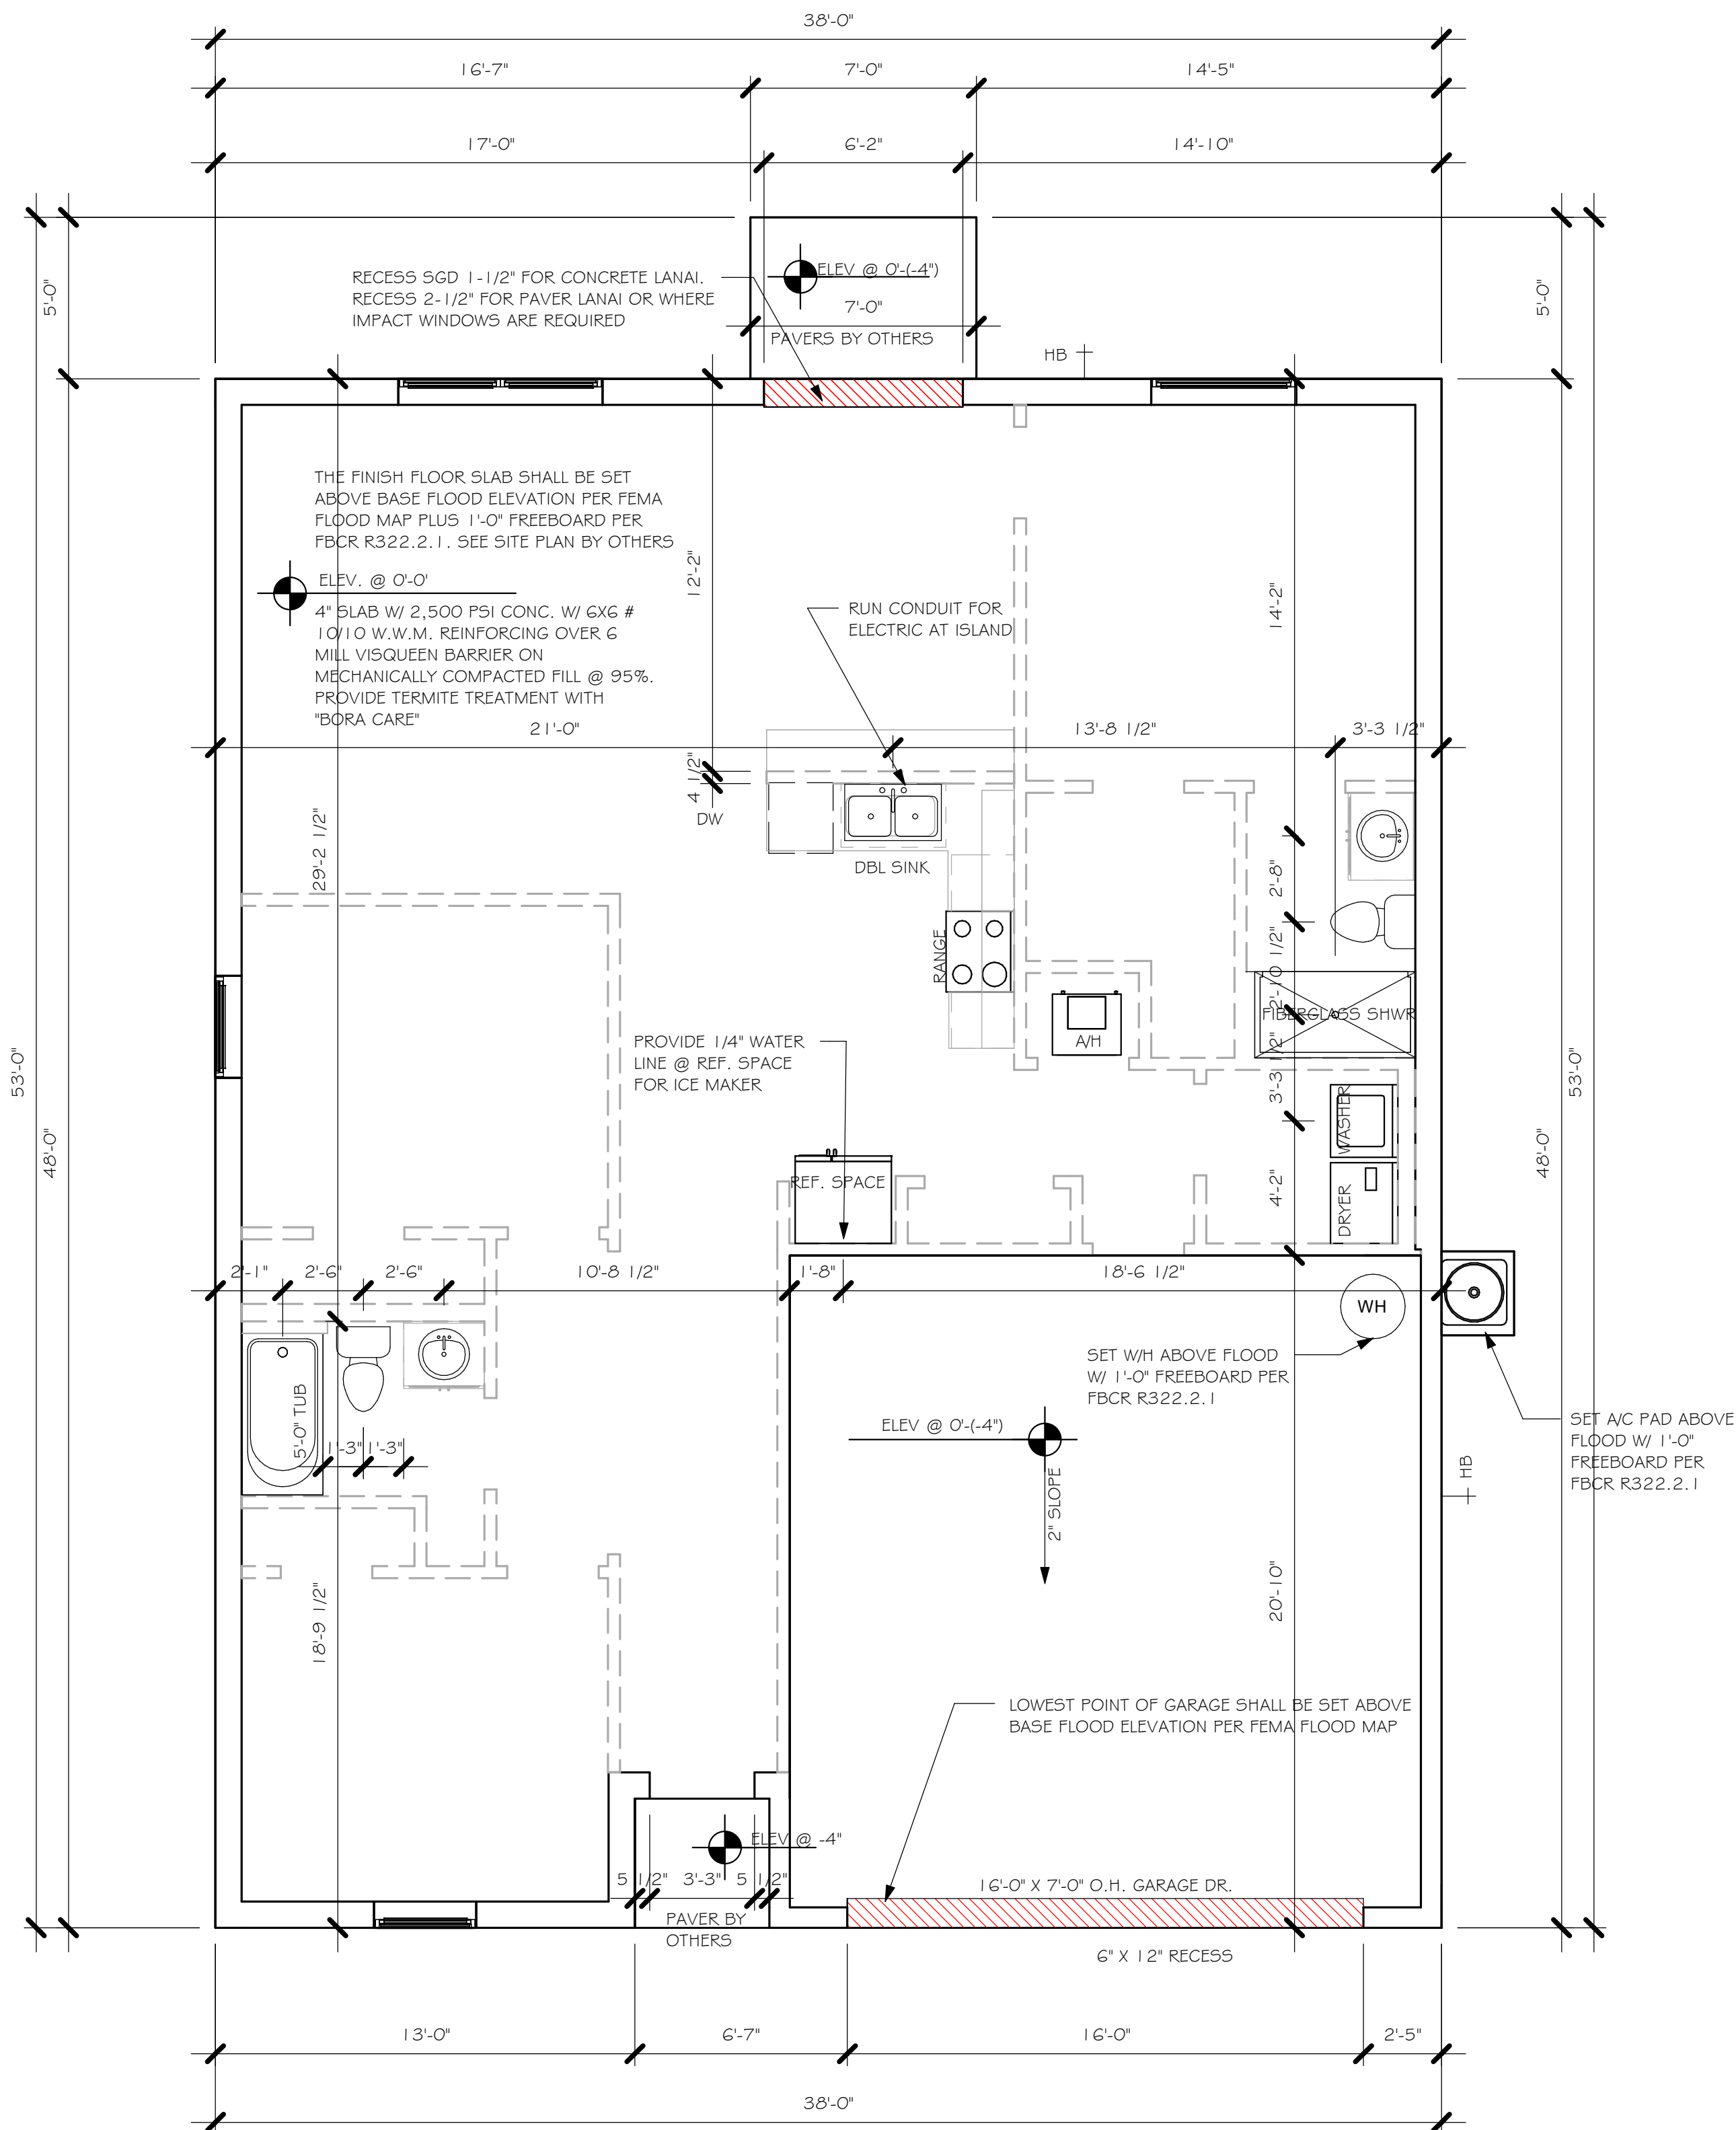 38'-0"
16'-7"
7'-0"
14'-5"
17'-0"
6'-2"
14'-10"
5'-0"
5'-0"
RECESS SGD 1-1/2" FOR CONCRETE LANAI.
RECESS 2-1/2" FOR PAVER LANAI OR WHERE
IMPACT WINDOWS ARE REQUIRED
ELEV @ 0'-(-4")
7'-0"
PAVERS BY OTHERS
HB
THE FINISH FLOOR SLAB SHALL BE SET
ABOVE BASE FLOOD ELEVATION PER FEMA
FLOOD MAP PLUS 1'-0" FREEBOARD PER
FBCR R322.2.1. SEE SITE PLAN BY OTHERS
ELEV. @ 0'-0'
4" SLAB W/ 2,500 PSI CONC. W/ 6X6 #
10/10 W.W.M. REINFORCING OVER 6
MILL VISQUEEN BARRIER ON
MECHANICALLY COMPACTED FILL @ 95%.
PROVIDE TERMITE TREATMENT WITH
"BORA CARE"
12'-2"
RUN CONDUIT FOR
ELECTRIC AT ISLAND
14'-2"
21'-0"
13'-8 1/2"
3'-3 1/2"
4 1/2"
DW
DBL SINK
29'-2 1/2"
2'-8"
RANGE
2'-10 1/2"
FIBERGLASS SHWR
A/H
PROVIDE 1/4" WATER
LINE @ REF. SPACE
FOR ICE MAKER
3'-3 1/2"
WASHER
53'-0"
48'-0"
53'-0"
48'-0"
REF. SPACE
4'-2"
DRYER
2'-1"
2'-6"
2'-6"
10'-8 1/2"
1'-8"
18'-6 1/2"
WH
SET W/H ABOVE FLOOD
W/ 1'-0" FREEBOARD PER
FBCR R322.2.1
5'-0" TUB
1'-3"
1'-3"
ELEV @ 0'-(-4")
2" SLOPE
SET A/C PAD ABOVE
FLOOD W/ 1'-0"
FREEBOARD PER
FBCR R322.2.1
HB
18'-9 1/2"
20'-10"
LOWEST POINT OF GARAGE SHALL BE SET ABOVE
BASE FLOOD ELEVATION PER FEMA FLOOD MAP
ELEV @ -4"
5 1/2"
3'-3"
5 1/2"
16'-0" X 7'-0" O.H. GARAGE DR.
PAVER BY
OTHERS
6" X 12" RECESS
13'-0"
6'-7"
16'-0"
2'-5"
38'-0"